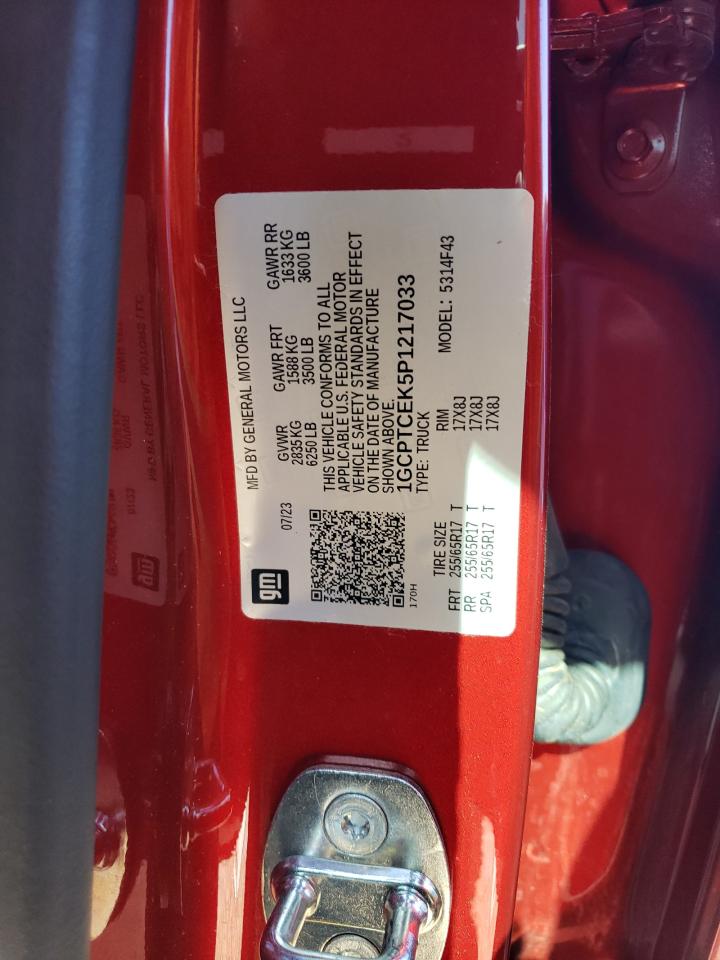 gm
MFD BY GENERAL MOTORS LLC
07/23
GVWR GAWR FRT GAWR RR
2835 KG 1588 KG 1633 KG
6250 LB 3500 LB 3600 LB
THIS VEHICLE CONFORMS TO ALL
APPLICABLE U.S. FEDERAL MOTOR
VEHICLE SAFETY STANDARDS IN EFFECT
ON THE DATE OF MANUFACTURE
SHOWN ABOVE.
1GCPTCEK5P1217033
170H
TYPE: TRUCK
TIRE SIZE RIM MODEL: 5314F43
FRT 255/65R17 T 17X8J
RR 255/65R17 T 17X8J
SPA 255/65R17 T 17X8J